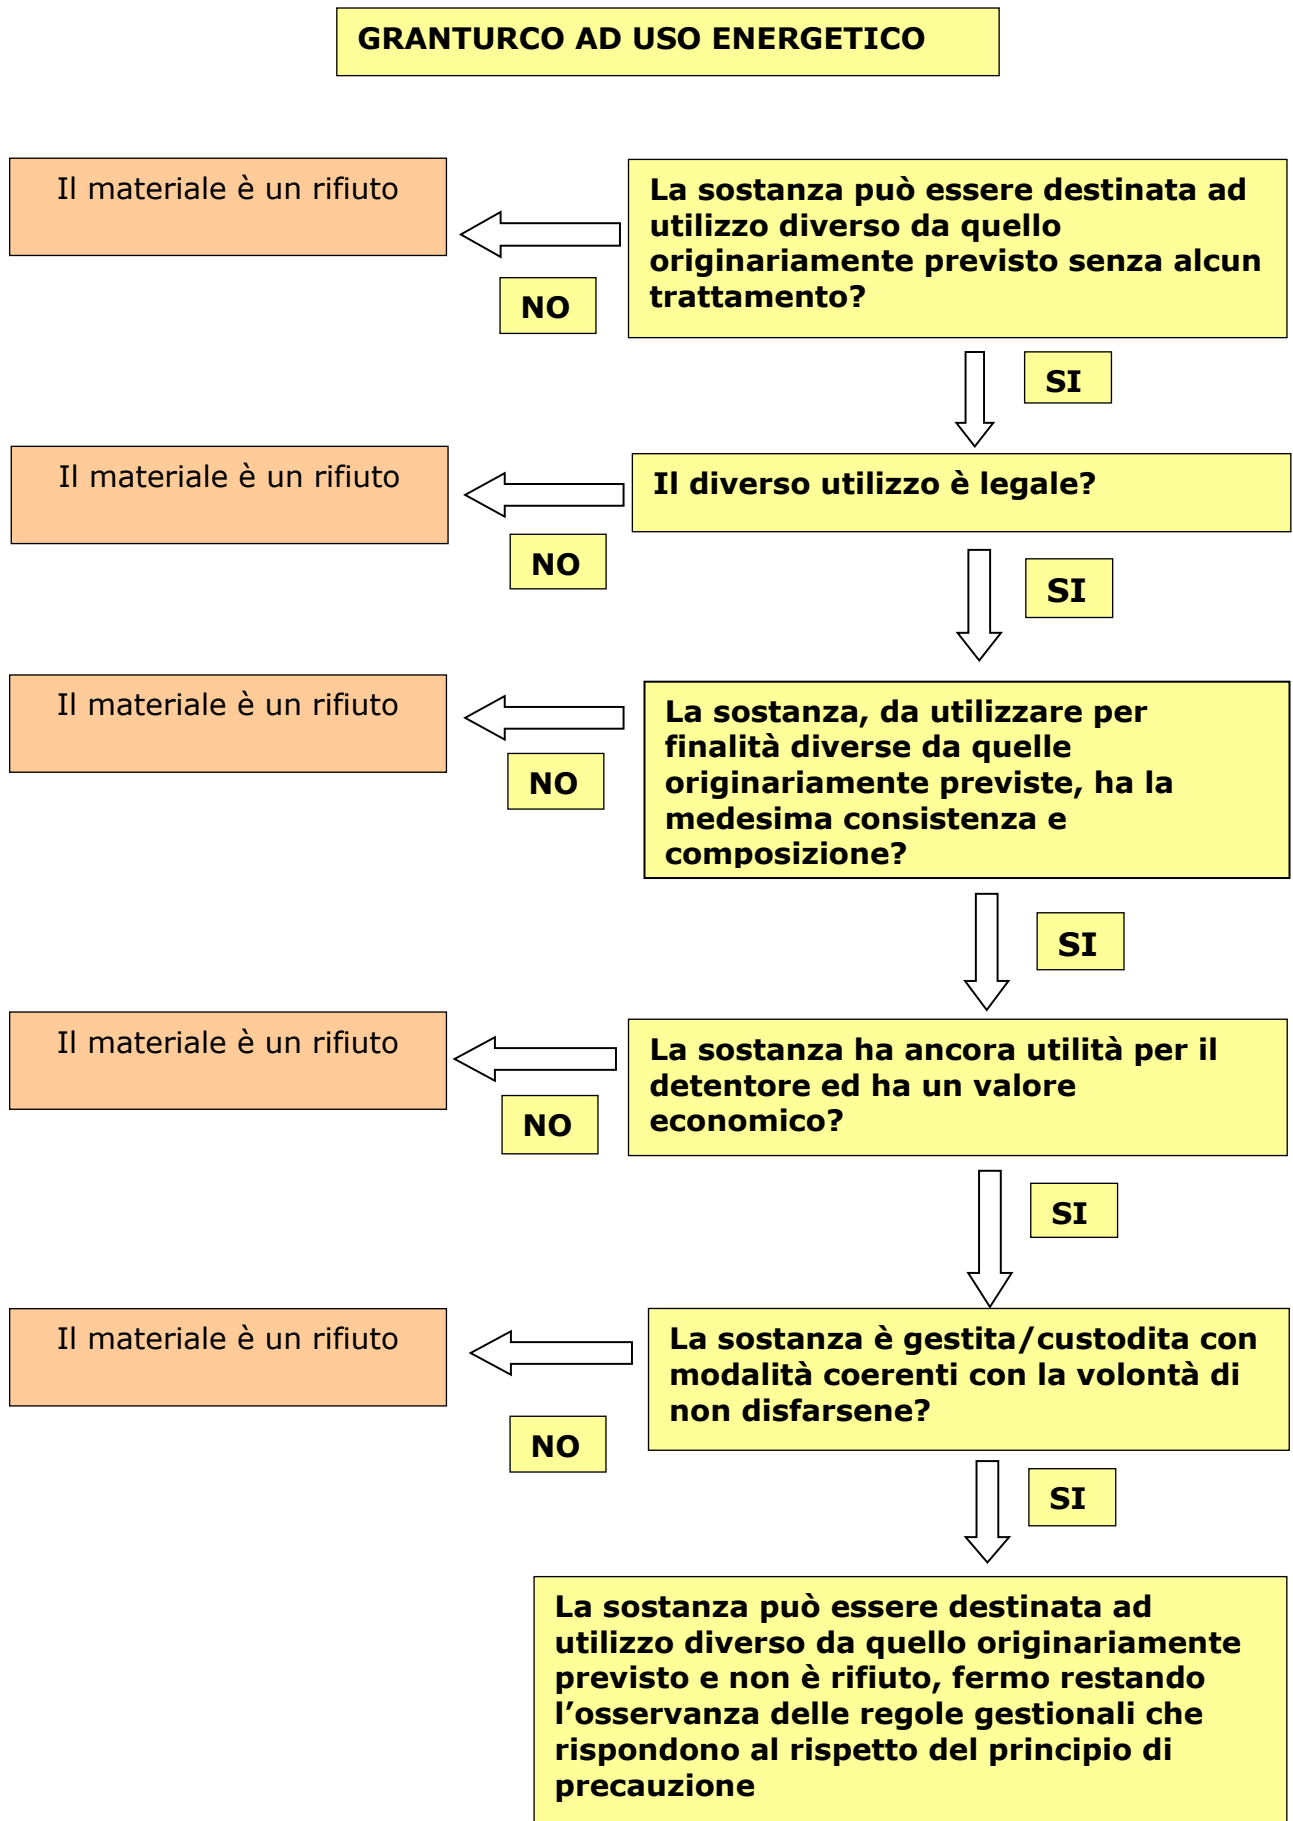 GRANTURCO AD USO ENERGETICO
Il materiale è un rifiuto
La sostanza può essere destinata ad
utilizzo diverso da quello
originariamente previsto senza alcun
trattamento?
NO
SI
Il materiale è un rifiuto
Il diverso utilizzo è legale?
NO
SI
Il materiale è un rifiuto
La sostanza, da utilizzare per
finalità diverse da quelle
originariamente previste, ha la
medesima consistenza e
composizione?
NO
SI
Il materiale è un rifiuto
La sostanza ha ancora utilità per il
detentore ed ha un valore
economico?
NO
SI
Il materiale è un rifiuto
La sostanza è gestita/custodita con
modalità coerenti con la volontà di
non disfarsene?
NO
SI
La sostanza può essere destinata ad
utilizzo diverso da quello originariamente
previsto e non è rifiuto, fermo restando
l’osservanza delle regole gestionali che
rispondono al rispetto del principio di
precauzione